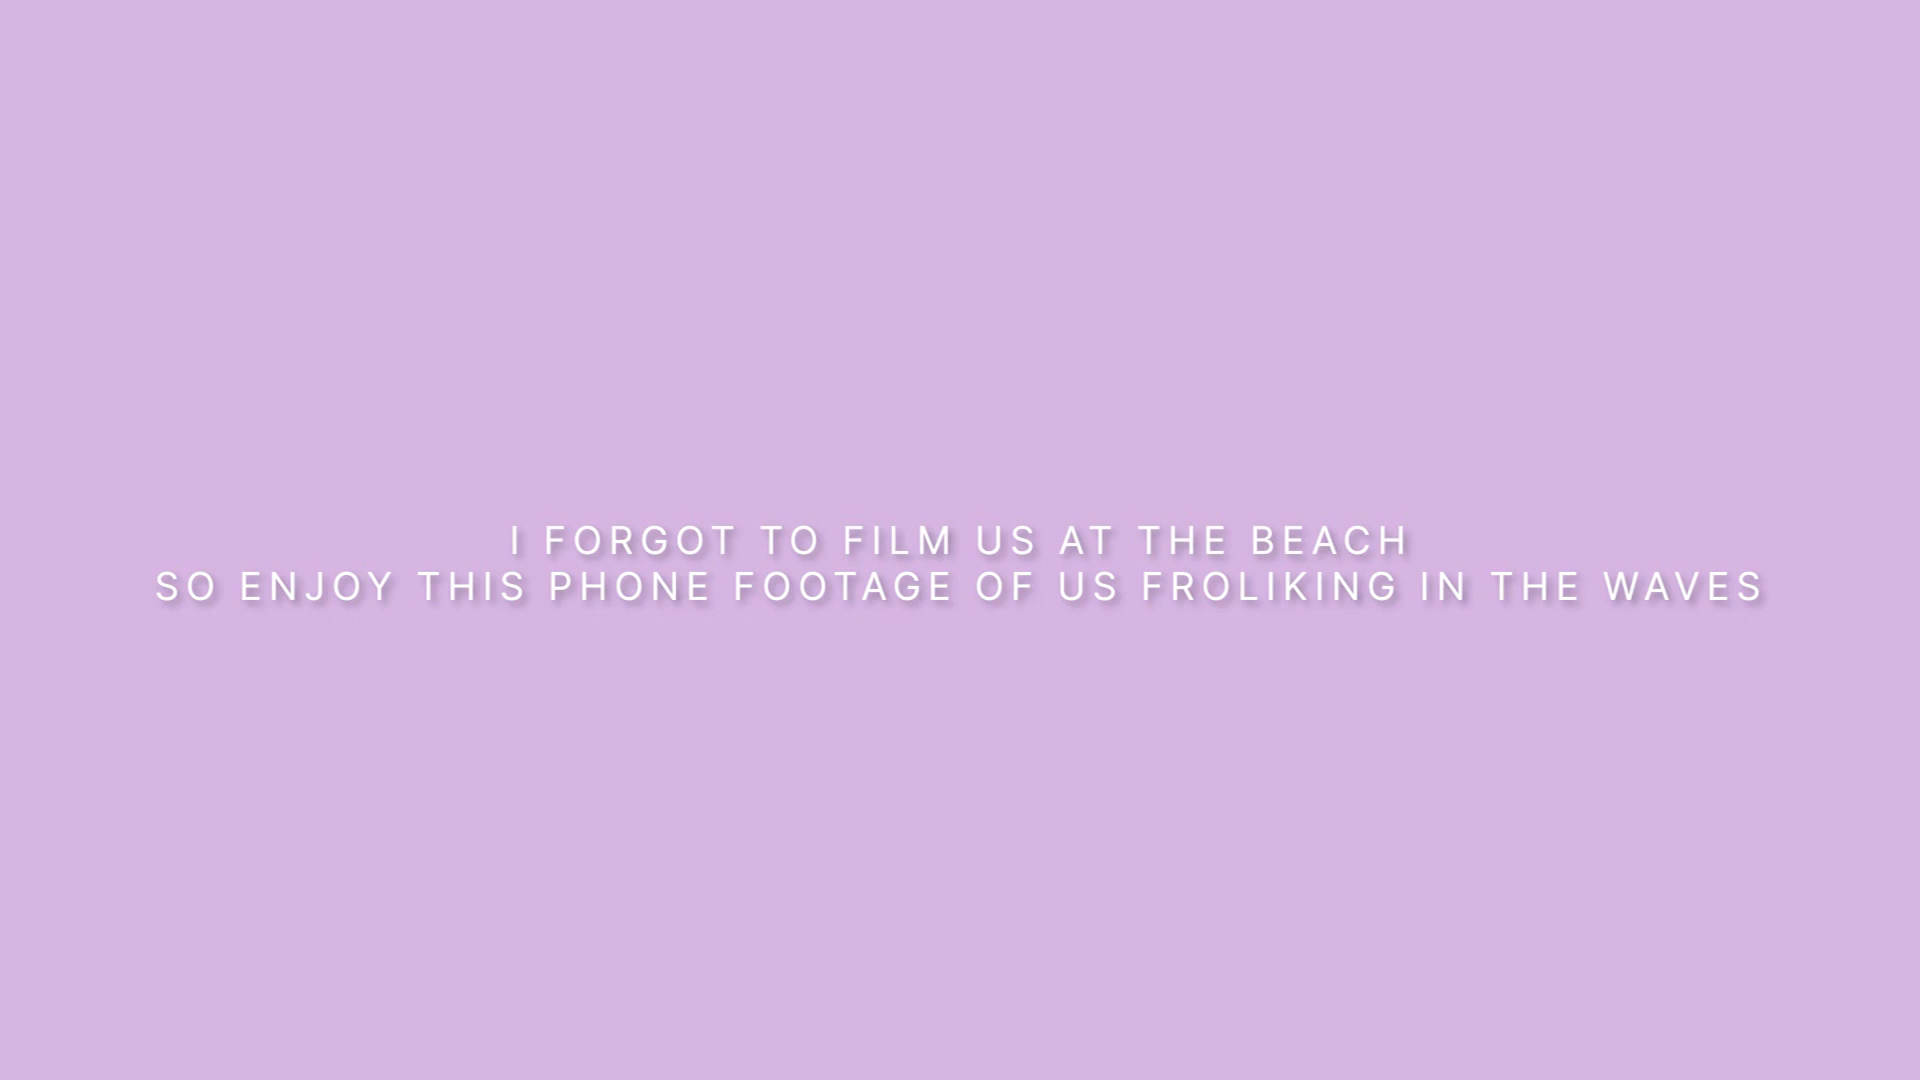 I FORGOT TO FILM US AT THE BEACH
SO ENJOY THIS PHONE FOOTAGE OF US FROLIKING IN THE WAVES